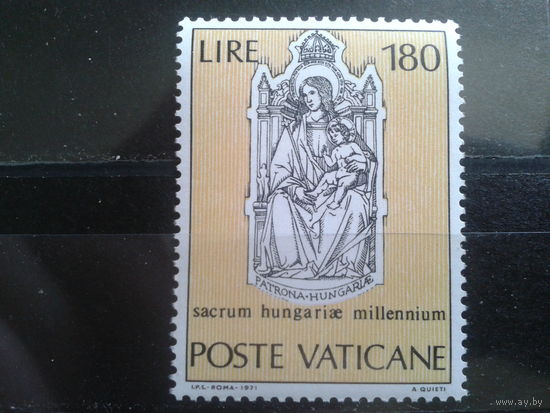 LIRE 180
PATRONA·HUNGARIÆ
sacrum hungariæ millennium
POSTE VATICANE
I.P.S.-ROMA-1971 A QUIETI
www.ay.by